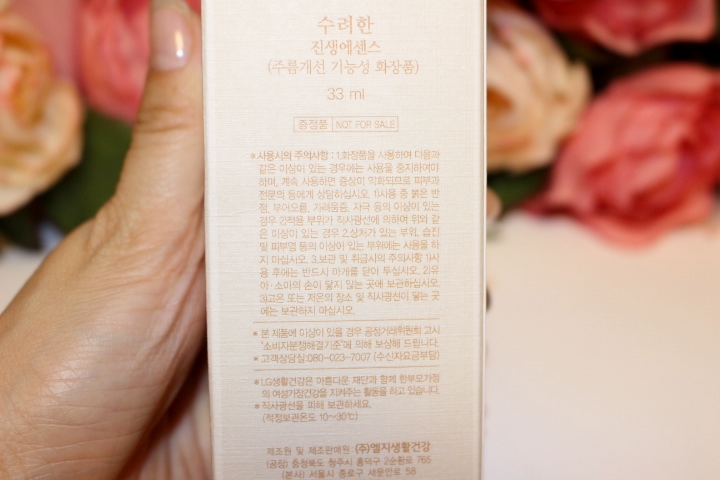 수려한
진생에센스
(주름개선 기능성 화장품)
33 ml
증정품 NOT FOR SALE
*사용시의 주의사항 : 1.화장품을 사용하여 다음과
같은 이상이 있는 경우에는 사용을 중지하여야
하며, 계속 사용하면 증상이 악화되므로 피부과
전문의 등에게 상담하십시오. 1)사용 중 붉은 반
점, 부어오름, 가려움증, 자극 등의 이상이 있는
경우 2)적용 부위가 직사광선에 의하여 위와 같
은 이상이 있는 경우 2.상처가 있는 부위, 습진
및 피부염 등의 이상이 있는 부위에는 사용을 하
지 마십시오. 3.보관 및 취급시의 주의사항 1)사
용 후에는 반드시 마개를 닫아 두십시오. 2)유
아·소아의 손이 닿지 않는 곳에 보관하십시오.
3)고온 또는 저온의 장소 및 직사광선이 닿는 곳
에는 보관하지 마십시오.
* 본 제품에 이상이 있을 경우 공정거래위원회 고시
'소비자분쟁해결기준'에 의해 보상해 드립니다.
* 고객상담실:080-023-7007 (수신자요금부담)
*LG생활건강은 아름다운 재단과 함께 한부모가정
의 여성가장건강을 지켜주는 활동을 하고 있습니다.
*직사광선을 피해 보관하세요.
(적정보관온도 10~30℃)
제조원 및 제조판매원 (주)엘지생활건강
(공장) 충청북도 청주시 흥덕구 2순환로 765
(본사) 서울시 종로구 새문안로 58